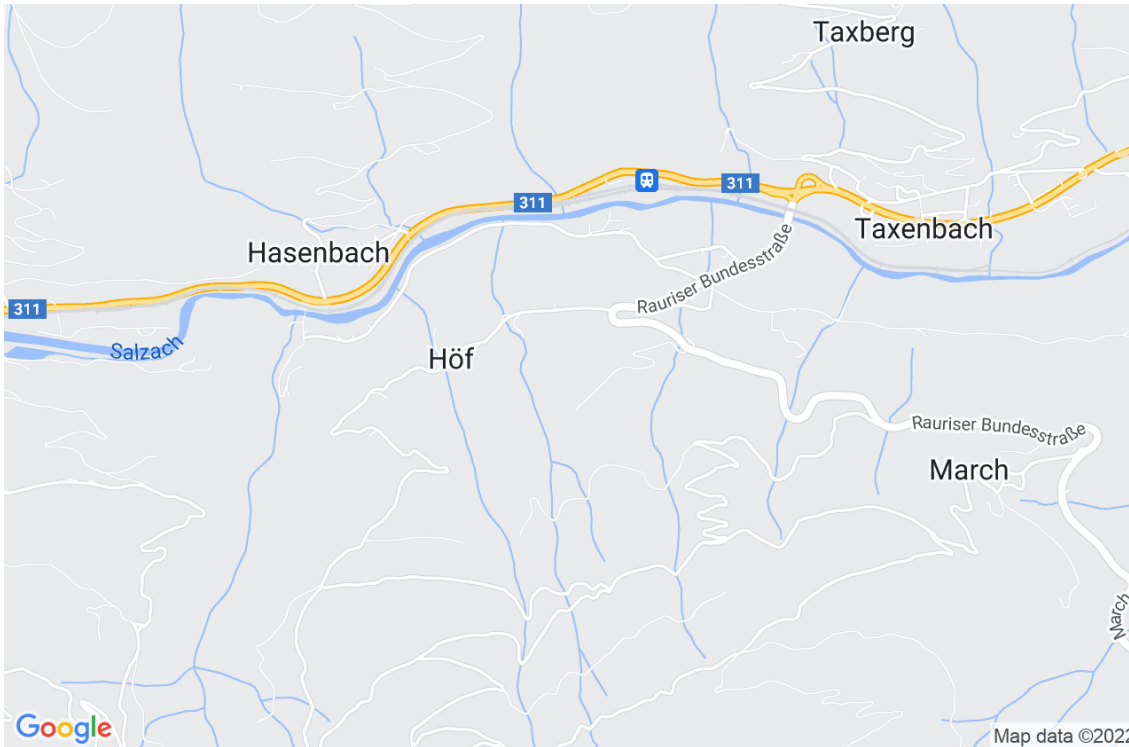 Taxberg
311
311
Taxenbach
Hasenbach
Rauriser Bundesstraße
311
Salzach
Höf
Rauriser Bundesstraße
March
March
Google
Map data ©2022